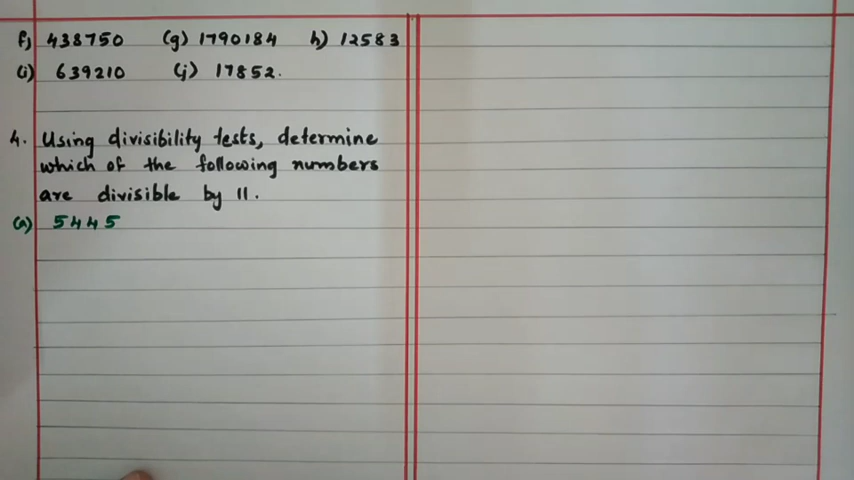 f) 438750 (g) 1790184 h) 12583
(i) 639210 (j) 17852.
4. Using divisibility tests, determine
which of the following numbers
are divisible by 11.
(a) 5445